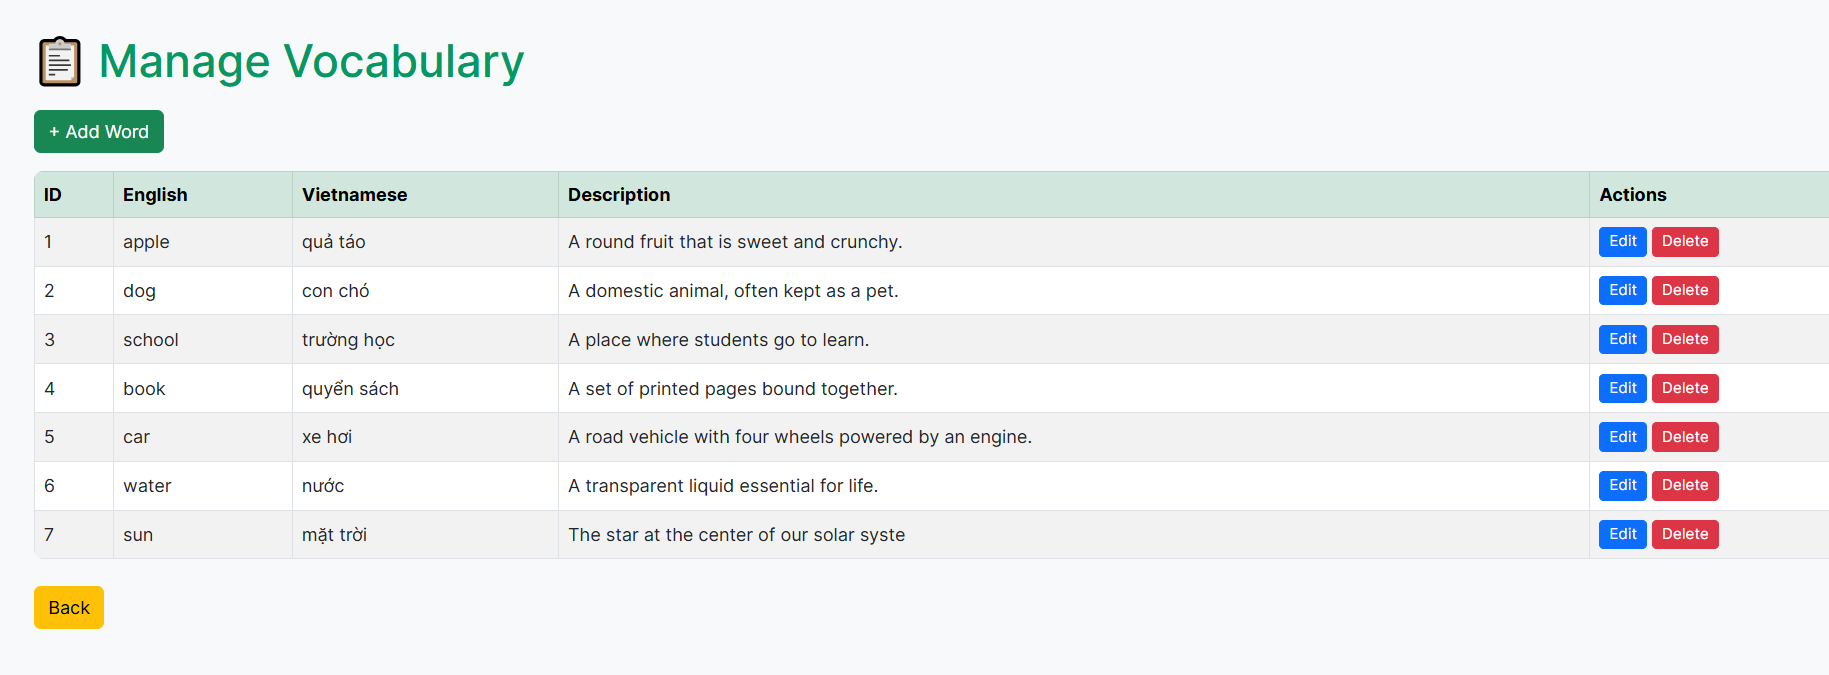 Manage Vocabulary
+ Add Word
ID English Vietnamese Description Actions
1 apple quả táo A round fruit that is sweet and crunchy. Edit Delete
2 dog con chó A domestic animal, often kept as a pet. Edit Delete
3 school trường học A place where students go to learn. Edit Delete
4 book quyển sách A set of printed pages bound together. Edit Delete
5 car xe hơi A road vehicle with four wheels powered by an engine. Edit Delete
6 water nước A transparent liquid essential for life. Edit Delete
7 sun mặt trời The star at the center of our solar syste Edit Delete
Back